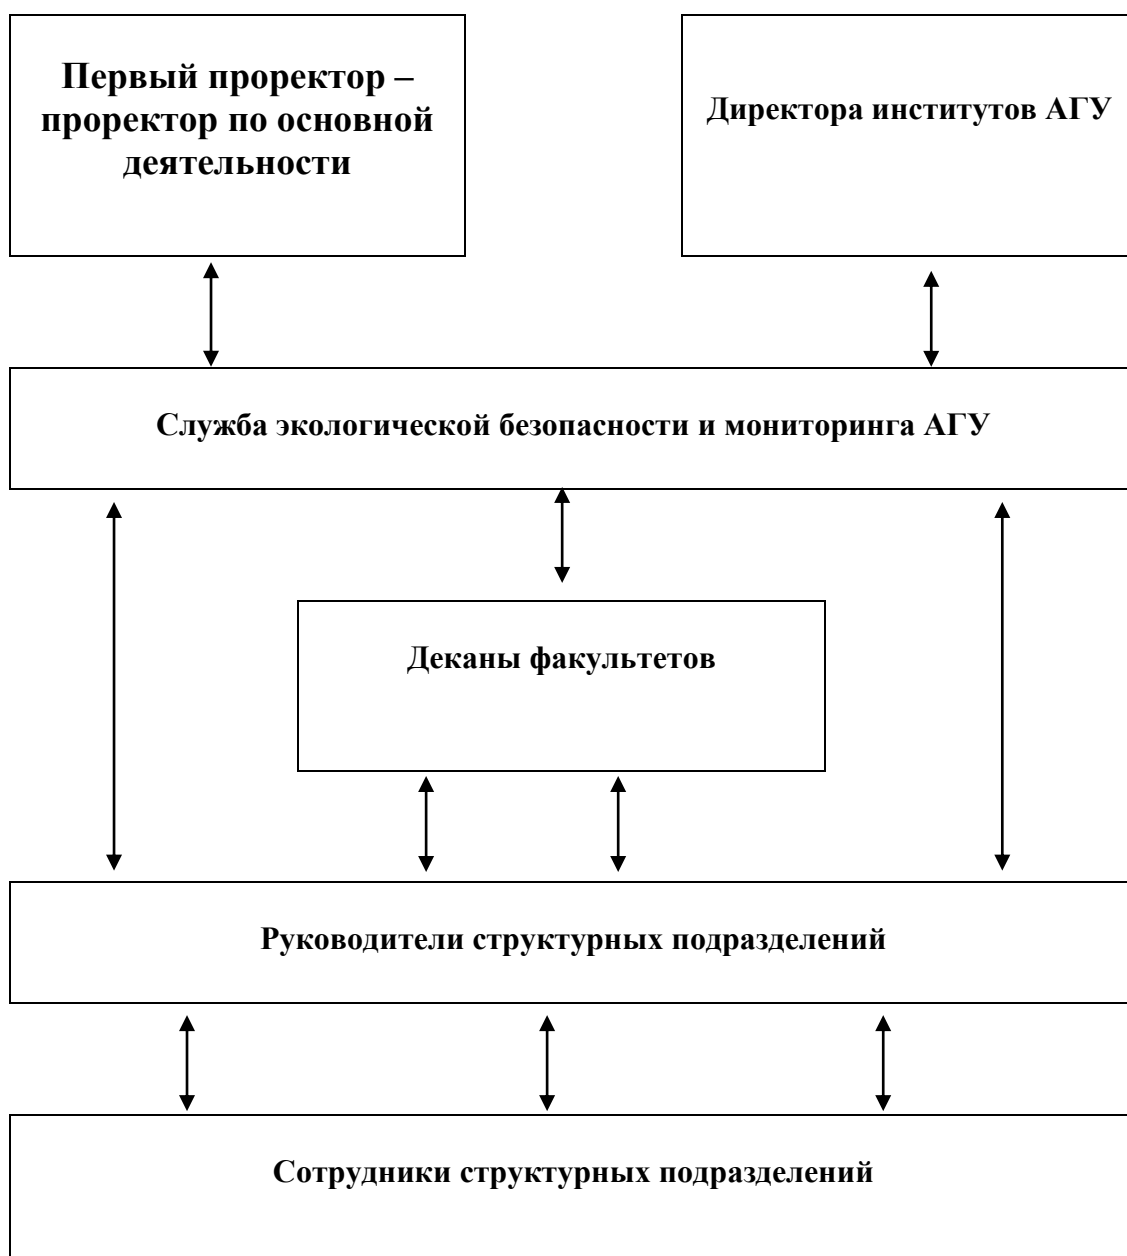 Первый проректор –
проректор по основной
деятельности
Директора институтов АГУ
Служба экологической безопасности и мониторинга АГУ
Деканы факультетов
Руководители структурных подразделений
Сотрудники структурных подразделений